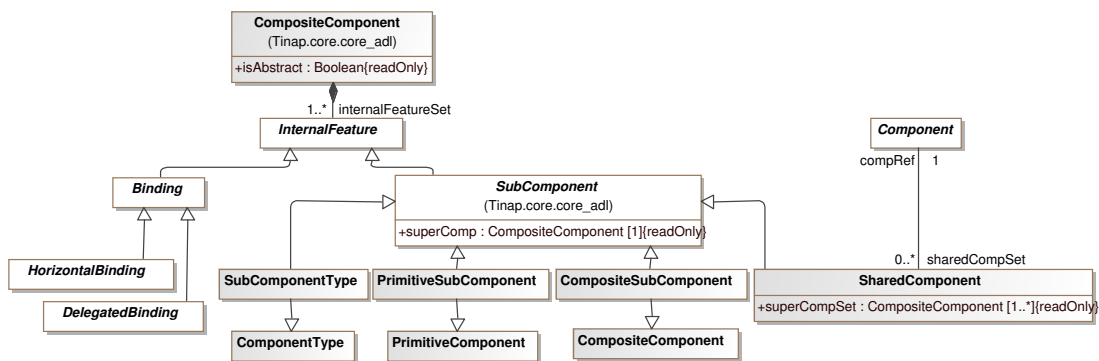 CompositeComponent
(Tinap.core.core_adl)
+isAbstract : Boolean{readOnly}
1..* internalFeatureSet
InternalFeature
Component
compRef 1
Binding
SubComponent
(Tinap.core.core_adl)
+superComp : CompositeComponent [1]{readOnly}
0..* sharedCompSet
HorizontalBinding
DelegatedBinding
SubComponentType
PrimitiveSubComponent
CompositeSubComponent
SharedComponent
+superCompSet : CompositeComponent [1..*]{readOnly}
ComponentType
PrimitiveComponent
CompositeComponent